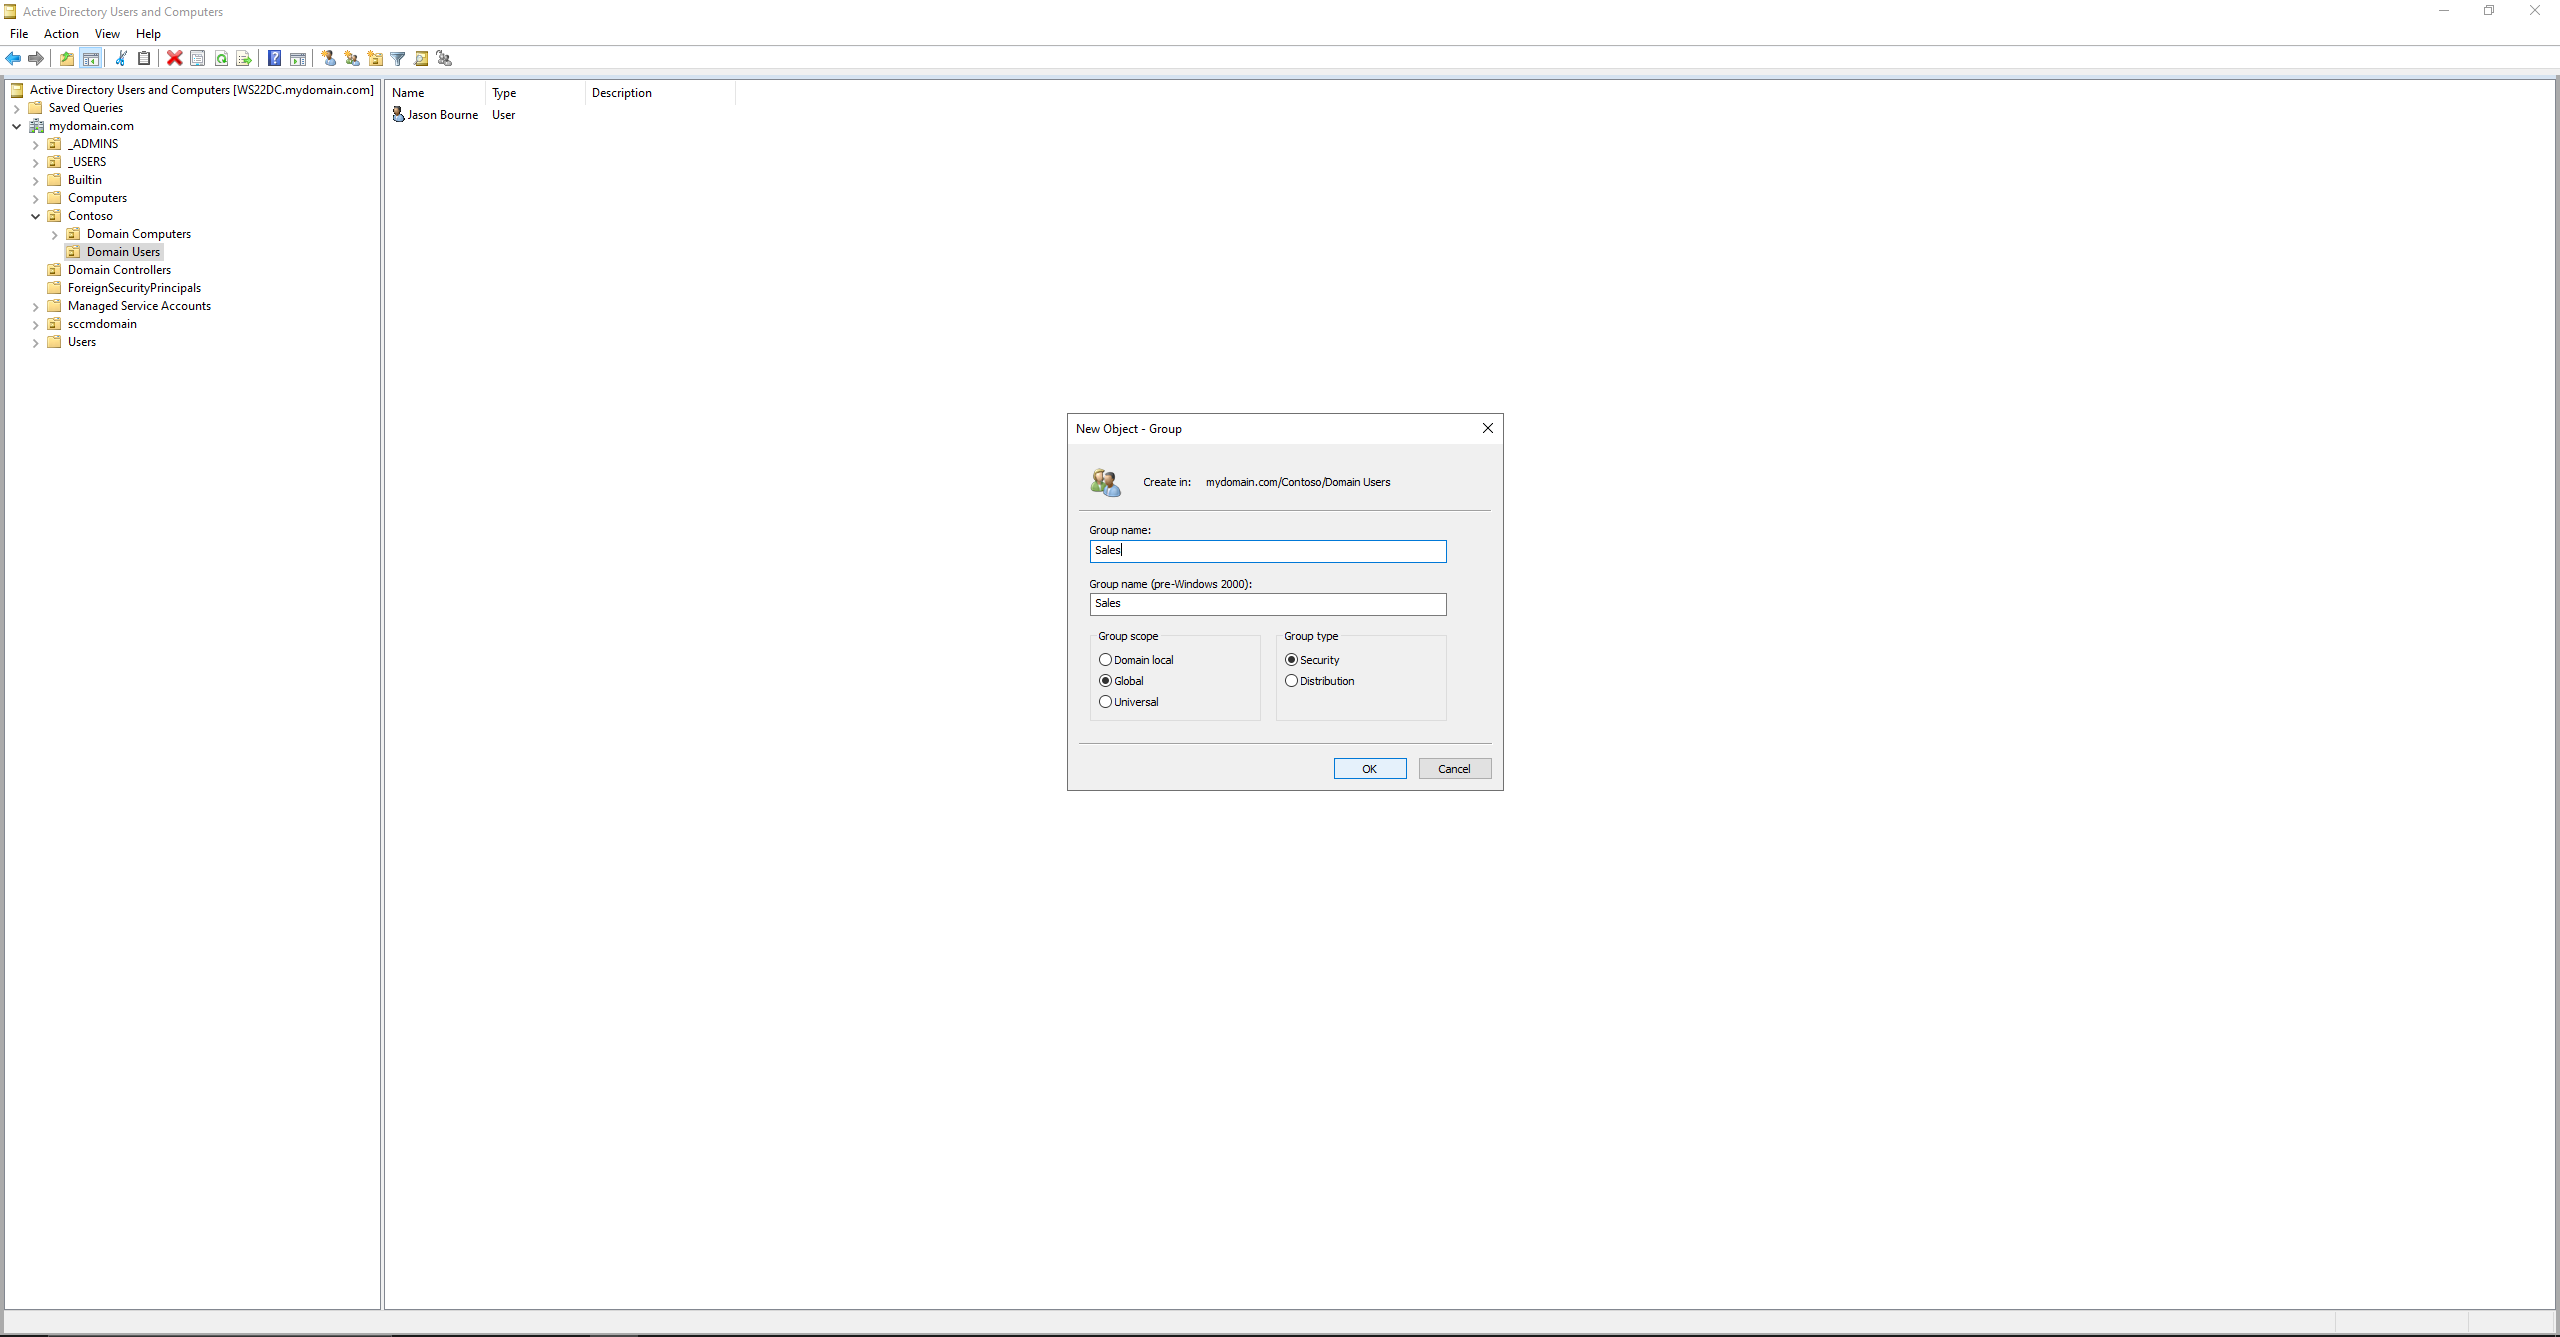 Active Directory Users and Computers
File Action View Help
Active Directory Users and Computers [WS22DC.mydomain.com]
Saved Queries
mydomain.com
_ADMINS
_USERS
Builtin
Computers
Contoso
Domain Computers
Domain Users
Domain Controllers
ForeignSecurityPrincipals
Managed Service Accounts
sccmdomain
Users
Name Type Description
Jason Bourne User
New Object - Group
Create in: mydomain.com/Contoso/Domain Users
Group name:
Sales
Group name (pre-Windows 2000):
Sales
Group scope
Domain local
Global
Universal
Group type
Security
Distribution
OK Cancel